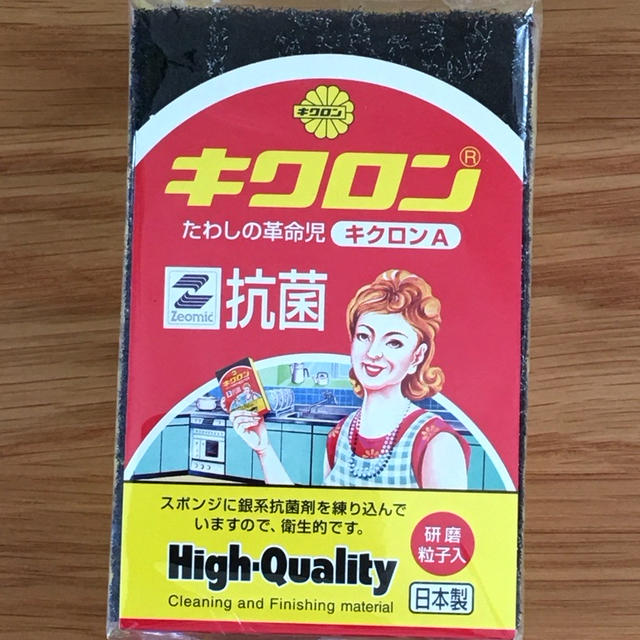 キクロン
キクロン®
たわしの革命児 キクロンA
Zeomic 抗菌
キクロン
スポンジに銀系抗菌剤を練り込んで
いますので、衛生的です。
研磨
粒子入
High-Quality
Cleaning and Finishing material
日本製